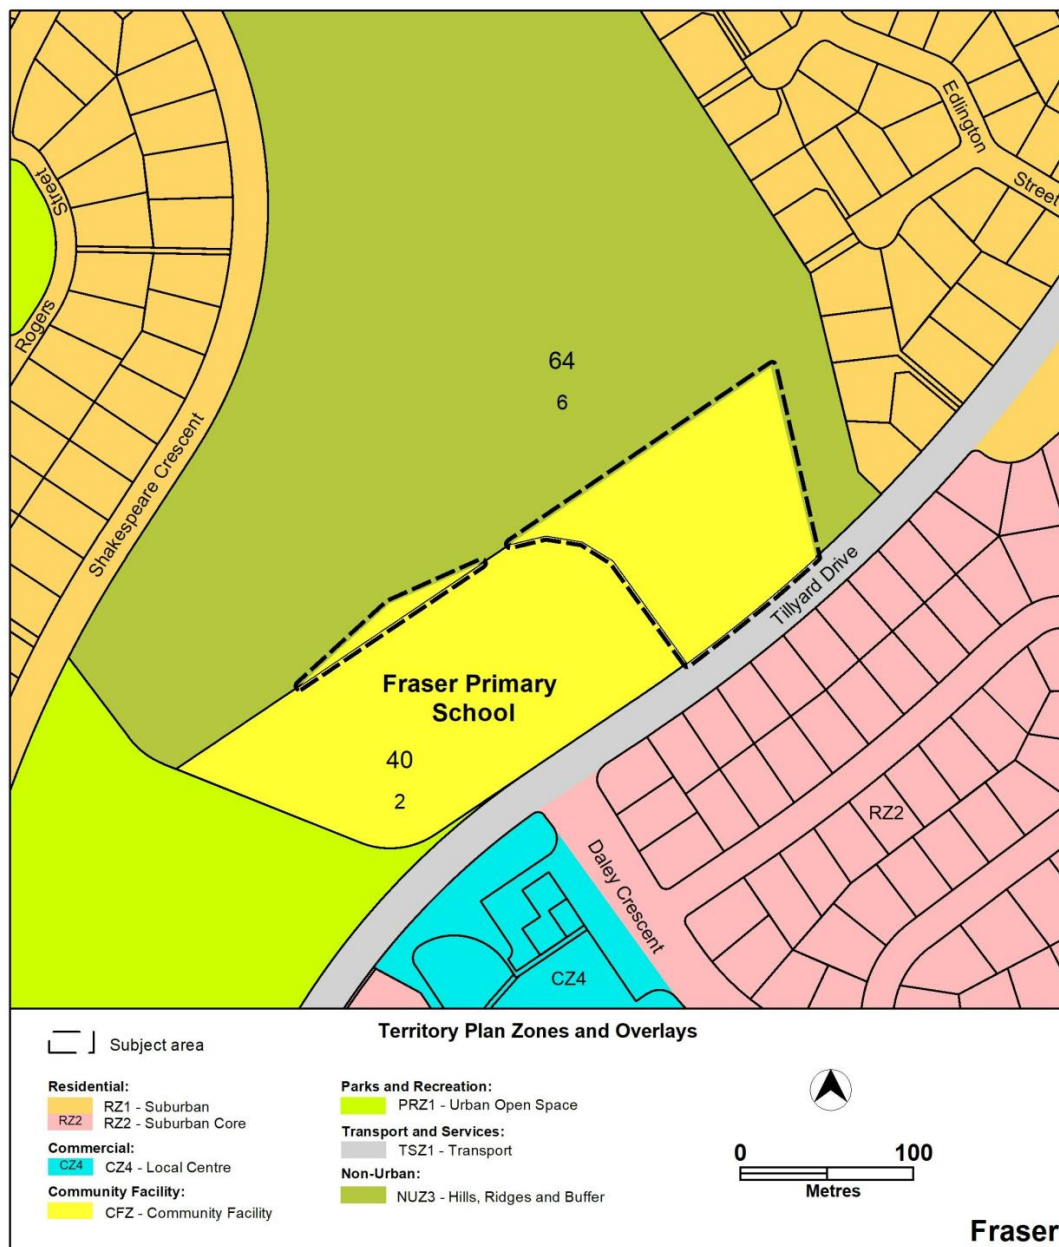 Edlington
Street
Street
Rogers
Shakespeare Crescent
64
6
Tillyard Drive
Fraser Primary
School
40
2
RZ2
Daley Crescent
CZ4
Territory Plan Zones and Overlays
Subject area
Residential:
RZ1 - Suburban
RZ2 RZ2 - Suburban Core
Commercial:
CZ4 CZ4 - Local Centre
Community Facility:
CFZ - Community Facility
Parks and Recreation:
PRZ1 - Urban Open Space
Transport and Services:
TSZ1 - Transport
Non-Urban:
NUZ3 - Hills, Ridges and Buffer
0 100
Metres
Fraser